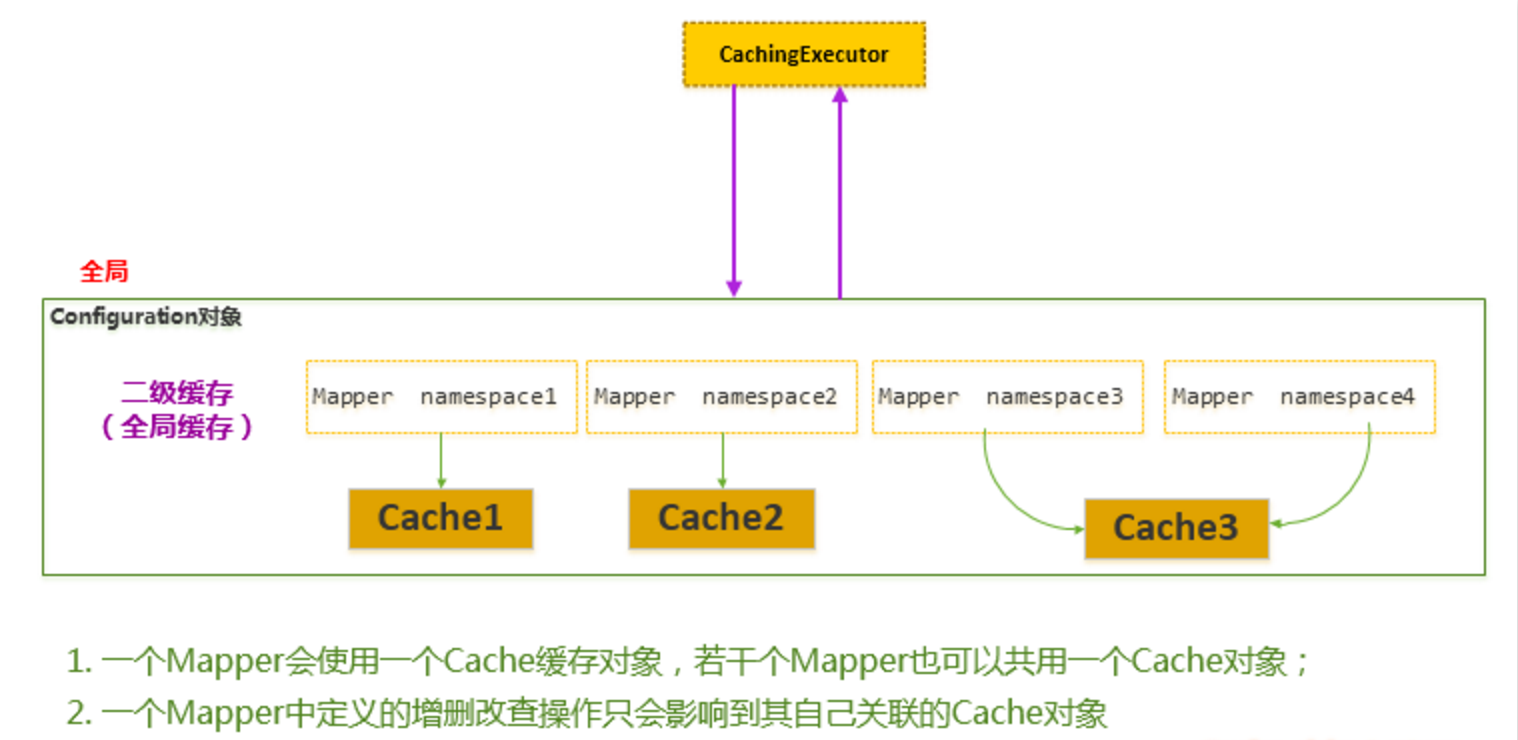 CachingExecutor
全局
Configuration对象
二级缓存
（全局缓存）
Mapper namespace1
Mapper namespace2
Mapper namespace3
Mapper namespace4
Cache1
Cache2
Cache3
1. 一个Mapper会使用一个Cache缓存对象，若干个Mapper也可以共用一个Cache对象；
2. 一个Mapper中定义的增删改查操作只会影响到其自己关联的Cache对象